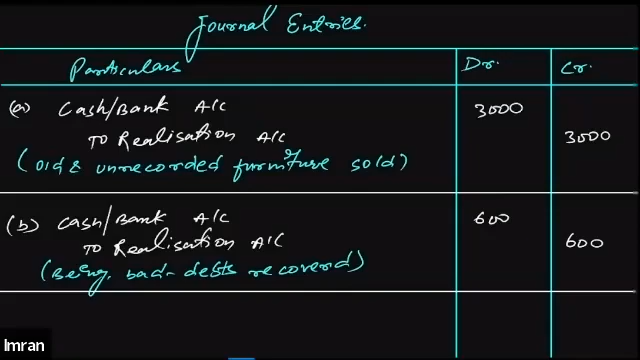 Journal Entries.
Particulars Dr. Cr.
(a) Cash/Bank A/C 3000
To Realisation A/C 3000
(Old & unrecorded furniture sold)
(b) Cash/Bank A/C 600
To Realisation A/C 600
(Being, bad-debts recovered)
Imran